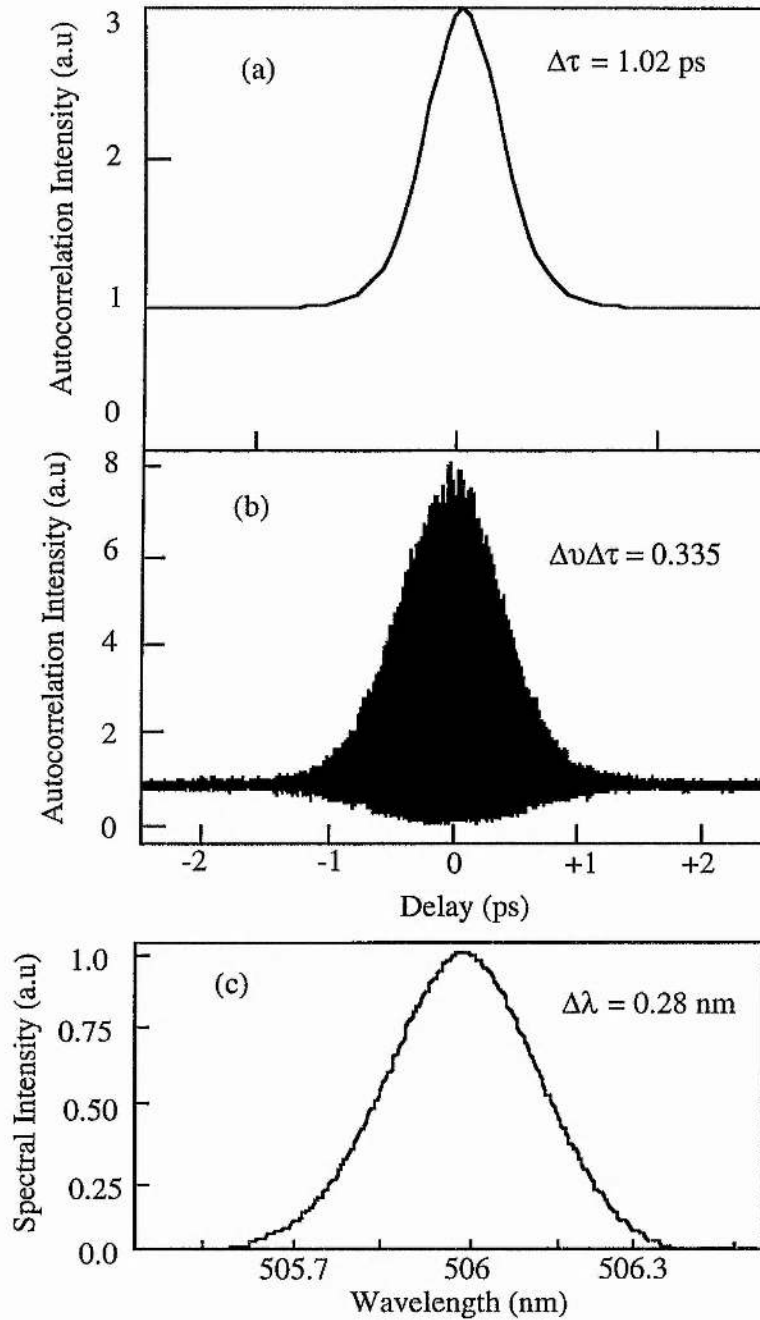 Autocorrelation Intensity (a.u)
3
2
1
0
(a)
Δτ = 1.02 ps
Autocorrelation Intensity (a.u)
8
6
4
2
0
(b)
ΔυΔτ = 0.335
-2 -1 0 +1 +2
Delay (ps)
Spectral Intensity (a.u)
1.0
0.75
0.50
0.25
0.0
(c)
Δλ = 0.28 nm
505.7 506 506.3
Wavelength (nm)